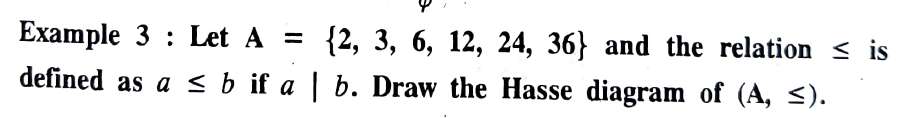 Example 3 : Let A = {2, 3, 6, 12, 24, 36} and the relation ≤ is
defined as a ≤ b if a | b. Draw the Hasse diagram of (A, ≤).